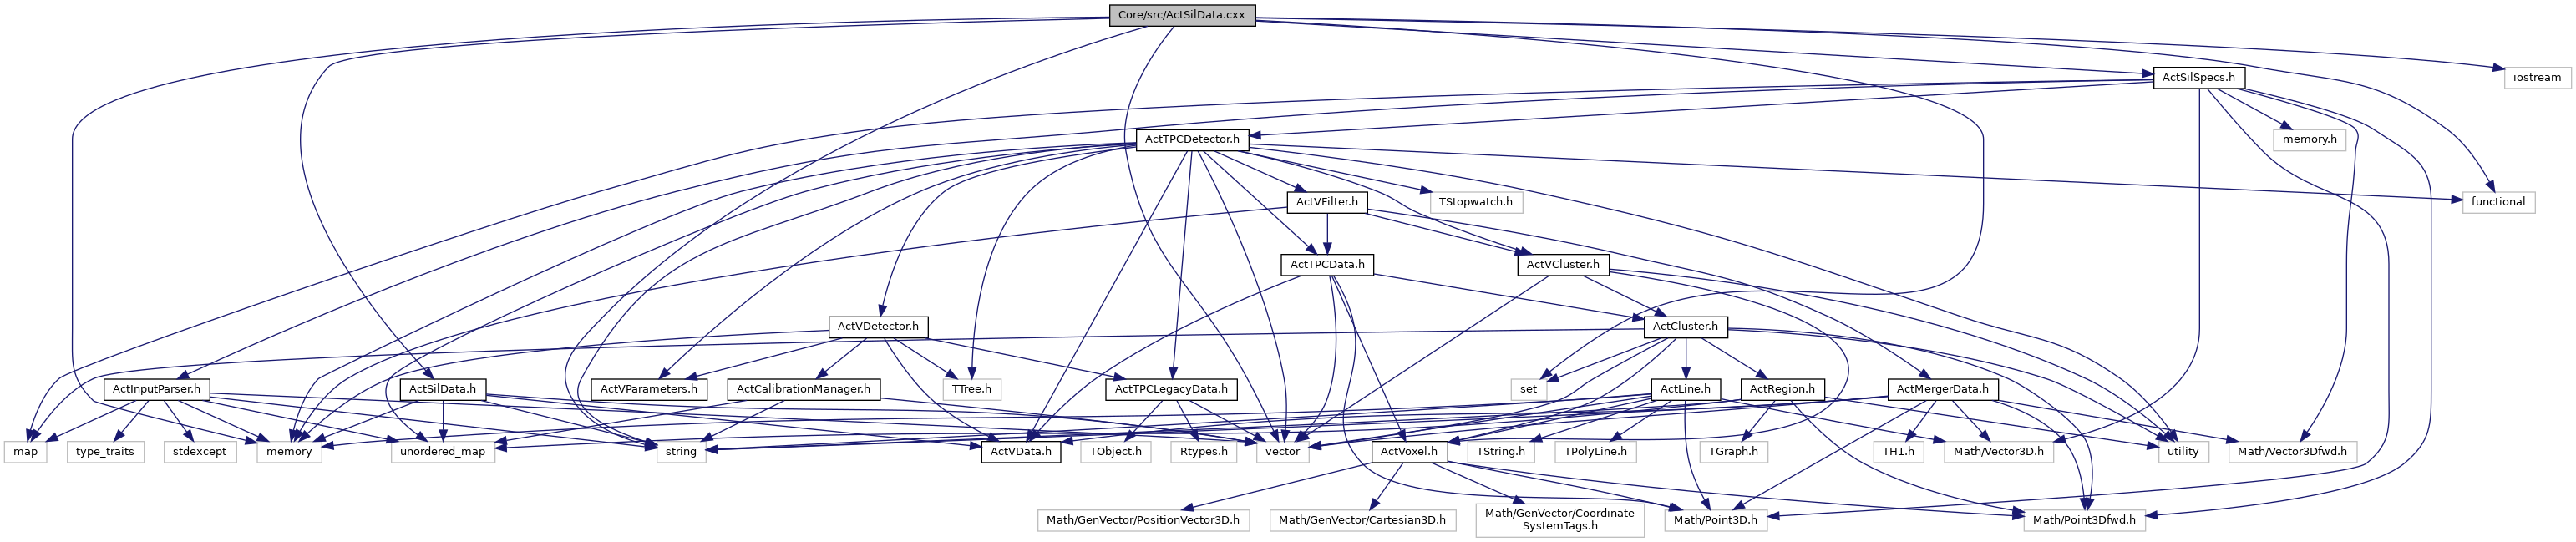 Core/src/ActSilData.cxx
ActSilSpecs.h
iostream
ActTPCDetector.h
memory.h
ActVFilter.h
TStopwatch.h
functional
ActTPCData.h
ActVCluster.h
ActVDetector.h
ActCluster.h
ActInputParser.h
ActSilData.h
ActVParameters.h
ActCalibrationManager.h
TTree.h
ActTPCLegacyData.h
set
ActLine.h
ActRegion.h
ActMergerData.h
map
type_traits
stdexcept
memory
unordered_map
string
ActVData.h
TObject.h
Rtypes.h
vector
ActVoxel.h
TString.h
TPolyLine.h
TGraph.h
TH1.h
Math/Vector3D.h
utility
Math/Vector3Dfwd.h
Math/GenVector/PositionVector3D.h
Math/GenVector/Cartesian3D.h
Math/GenVector/Coordinate
SystemTags.h
Math/Point3D.h
Math/Point3Dfwd.h